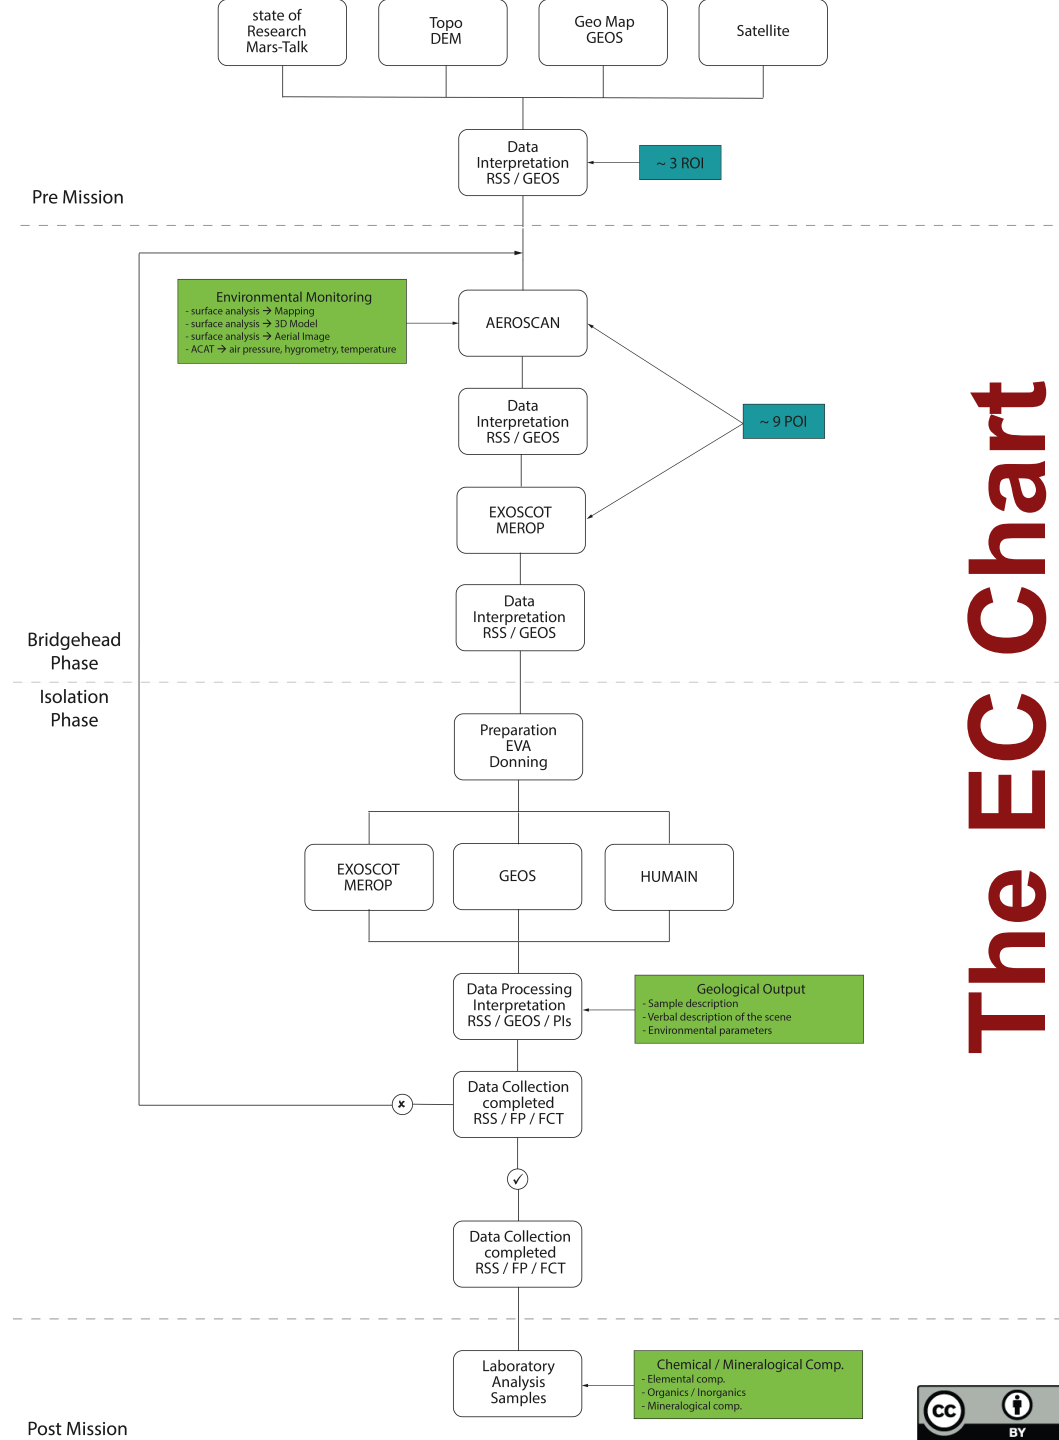 state of
Research
Mars-Talk
Topo
DEM
Geo Map
GEOS
Satellite
Data
Interpretation
RSS / GEOS
~ 3 ROI
Pre Mission
Environmental Monitoring
- surface analysis → Mapping
- surface analysis → 3D Model
- surface analysis → Aerial Image
- ACAT → air pressure, hygrometry, temperature
AEROSCAN
Data
Interpretation
RSS / GEOS
~ 9 POI
EXOSCOT
MEROP
Data
Interpretation
RSS / GEOS
Bridgehead
Phase
Isolation
Phase
Preparation
EVA
Donning
EXOSCOT
MEROP
GEOS
HUMAIN
Data Processing
Interpretation
RSS / GEOS / PIs
Geological Output
- Sample description
- Verbal description of the scene
- Environmental parameters
Data Collection
completed
RSS / FP / FCT
Data Collection
completed
RSS / FP / FCT
Laboratory
Analysis
Samples
Chemical / Mineralogical Comp.
- Elemental comp.
- Organics / Inorganics
- Mineralogical comp.
Post Mission
The EC Chart
CC
BY